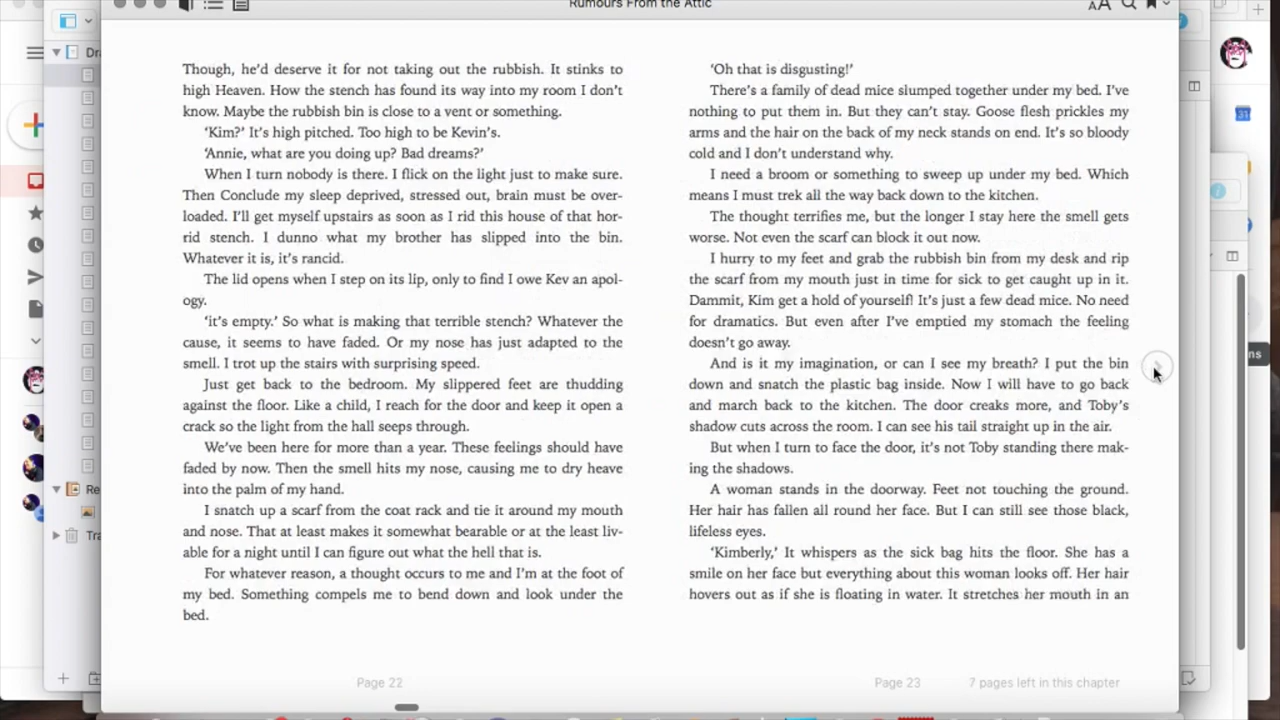 Rumours From the Attic
AA
Dra
Though, he'd deserve it for not taking out the rubbish. It stinks to
high Heaven. How the stench has found its way into my room I don't
know. Maybe the rubbish bin is close to a vent or something.
'Kim?' It's high pitched. Too high to be Kevin's.
'Annie, what are you doing up? Bad dreams?'
When I turn nobody is there. I flick on the light just to make sure.
Then Conclude my sleep deprived, stressed out, brain must be over-
loaded. I'll get myself upstairs as soon as I rid this house of that hor-
rid stench. I dunno what my brother has slipped into the bin.
Whatever it is, it's rancid.
The lid opens when I step on its lip, only to find I owe Kev an apol-
ogy.
'it's empty.' So what is making that terrible stench? Whatever the
cause, it seems to have faded. Or my nose has just adapted to the
smell. I trot up the stairs with surprising speed.
Just get back to the bedroom. My slippered feet are thudding
against the floor. Like a child, I reach for the door and keep it open a
crack so the light from the hall seeps through.
We've been here for more than a year. These feelings should have
faded by now. Then the smell hits my nose, causing me to dry heave
into the palm of my hand.
I snatch up a scarf from the coat rack and tie it around my mouth
and nose. That at least makes it somewhat bearable or at the least liv-
able for a night until I can figure out what the hell that is.
For whatever reason, a thought occurs to me and I'm at the foot of
my bed. Something compels me to bend down and look under the
bed.
Page 22
'Oh that is disgusting!'
There's a family of dead mice slumped together under my bed. I've
nothing to put them in. But they can't stay. Goose flesh prickles my
arms and the hair on the back of my neck stands on end. It's so bloody
cold and I don't understand why.
I need a broom or something to sweep up under my bed. Which
means I must trek all the way back down to the kitchen.
The thought terrifies me, but the longer I stay here the smell gets
worse. Not even the scarf can block it out now.
I hurry to my feet and grab the rubbish bin from my desk and rip
the scarf from my mouth just in time for sick to get caught up in it.
Dammit, Kim get a hold of yourself! It's just a few dead mice. No need
for dramatics. But even after I've emptied my stomach the feeling
doesn't go away.
And is it my imagination, or can I see my breath? I put the bin
down and snatch the plastic bag inside. Now I will have to go back
and march back to the kitchen. The door creaks more, and Toby's
shadow cuts across the room. I can see his tail straight up in the air.
But when I turn to face the door, it's not Toby standing there mak-
ing the shadows.
A woman stands in the doorway. Feet not touching the ground.
Her hair has fallen all round her face. But I can still see those black,
lifeless eyes.
'Kimberly,' It whispers as the sick bag hits the floor. She has a
smile on her face but everything about this woman looks off. Her hair
hovers out as if she is floating in water. It stretches her mouth in an
Page 23
7 pages left in this chapter
Re
Tra
31
ns